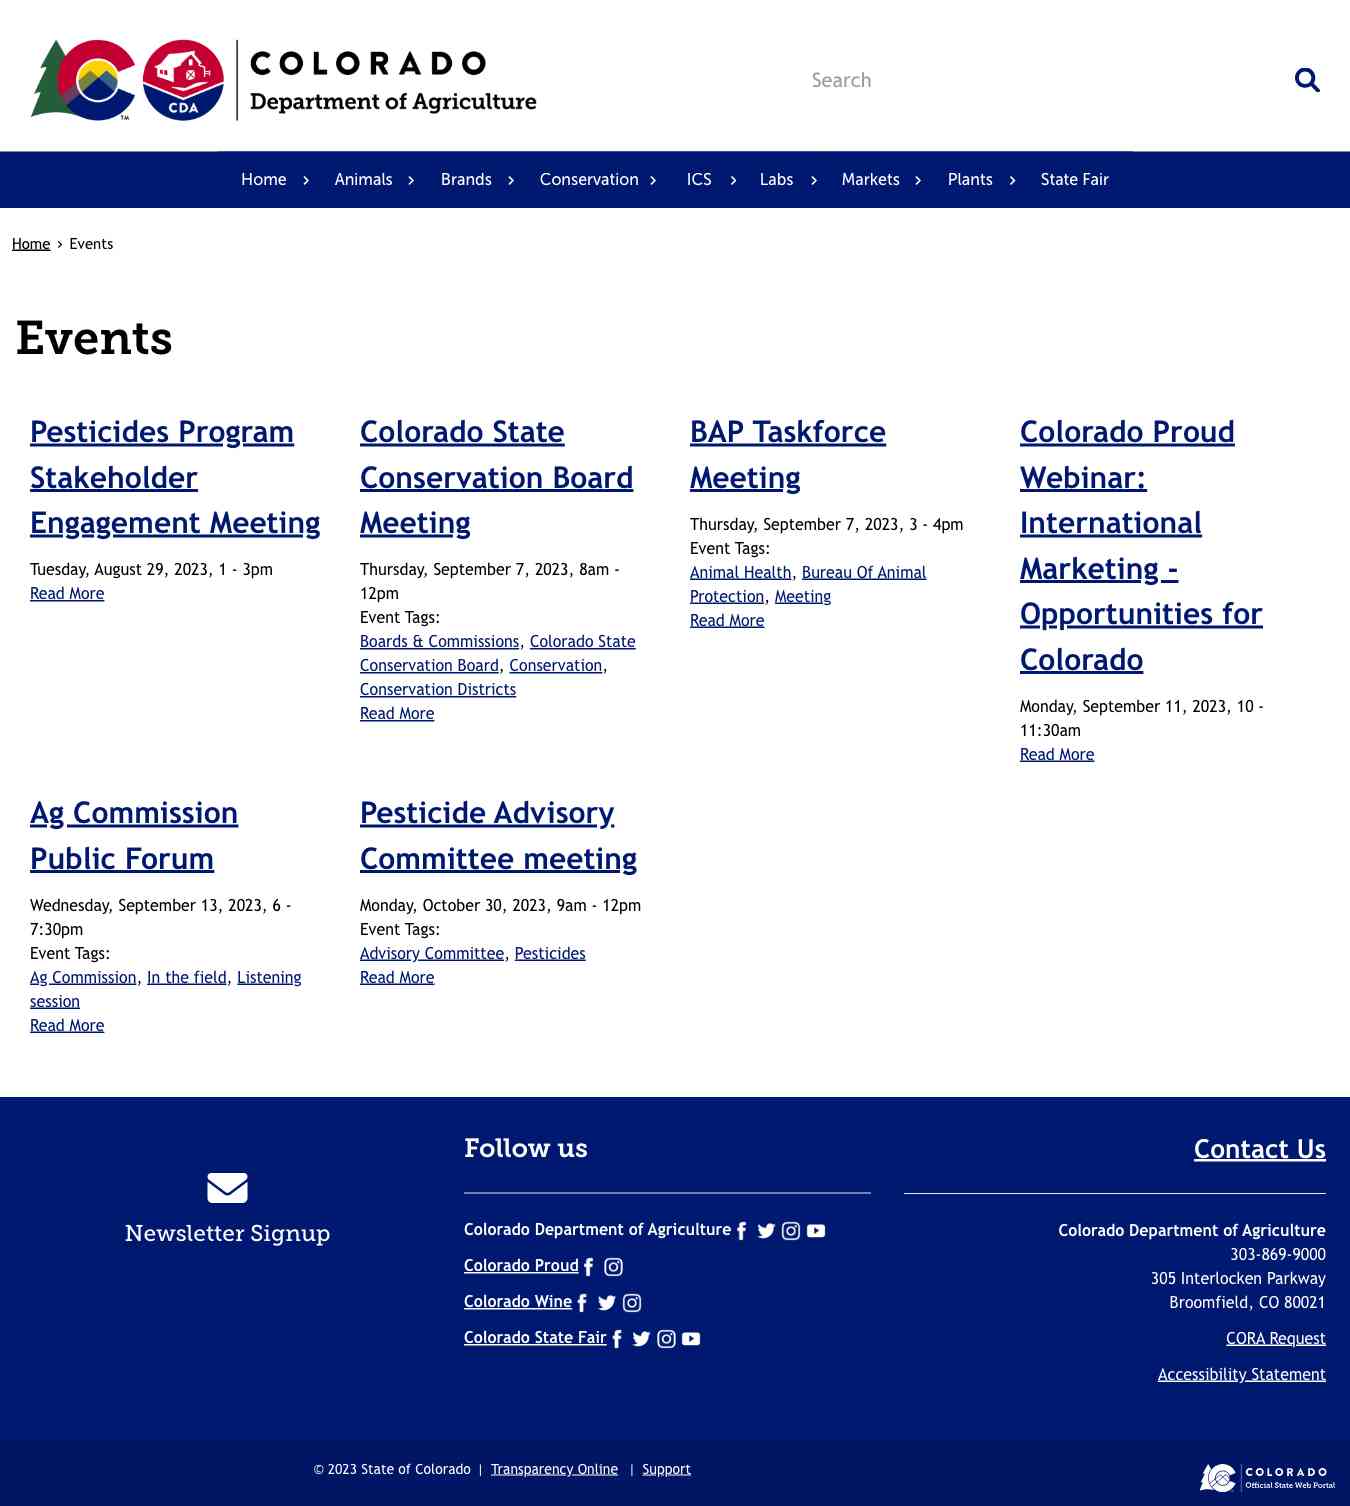 CDA
TM
COLORADO
Department of Agriculture
Search
Home › Animals › Brands › Conservation › ICS › Labs › Markets › Plants › State Fair
Home › Events
Events
Pesticides Program
Stakeholder
Engagement Meeting
Tuesday, August 29, 2023, 1 - 3pm
Read More
Colorado State
Conservation Board
Meeting
Thursday, September 7, 2023, 8am -
12pm
Event Tags:
Boards & Commissions, Colorado State
Conservation Board, Conservation,
Conservation Districts
Read More
BAP Taskforce
Meeting
Thursday, September 7, 2023, 3 - 4pm
Event Tags:
Animal Health, Bureau Of Animal
Protection, Meeting
Read More
Colorado Proud
Webinar:
International
Marketing -
Opportunities for
Colorado
Monday, September 11, 2023, 10 -
11:30am
Read More
Ag Commission
Public Forum
Wednesday, September 13, 2023, 6 -
7:30pm
Event Tags:
Ag Commission, In the field, Listening
session
Read More
Pesticide Advisory
Committee meeting
Monday, October 30, 2023, 9am - 12pm
Event Tags:
Advisory Committee, Pesticides
Read More
Newsletter Signup
Follow us
Colorado Department of Agriculture
Colorado Proud
Colorado Wine
Colorado State Fair
Contact Us
Colorado Department of Agriculture
303-869-9000
305 Interlocken Parkway
Broomfield, CO 80021
CORA Request
Accessibility Statement
© 2023 State of Colorado | Transparency Online | Support
COLORADO
Official State Web Portal